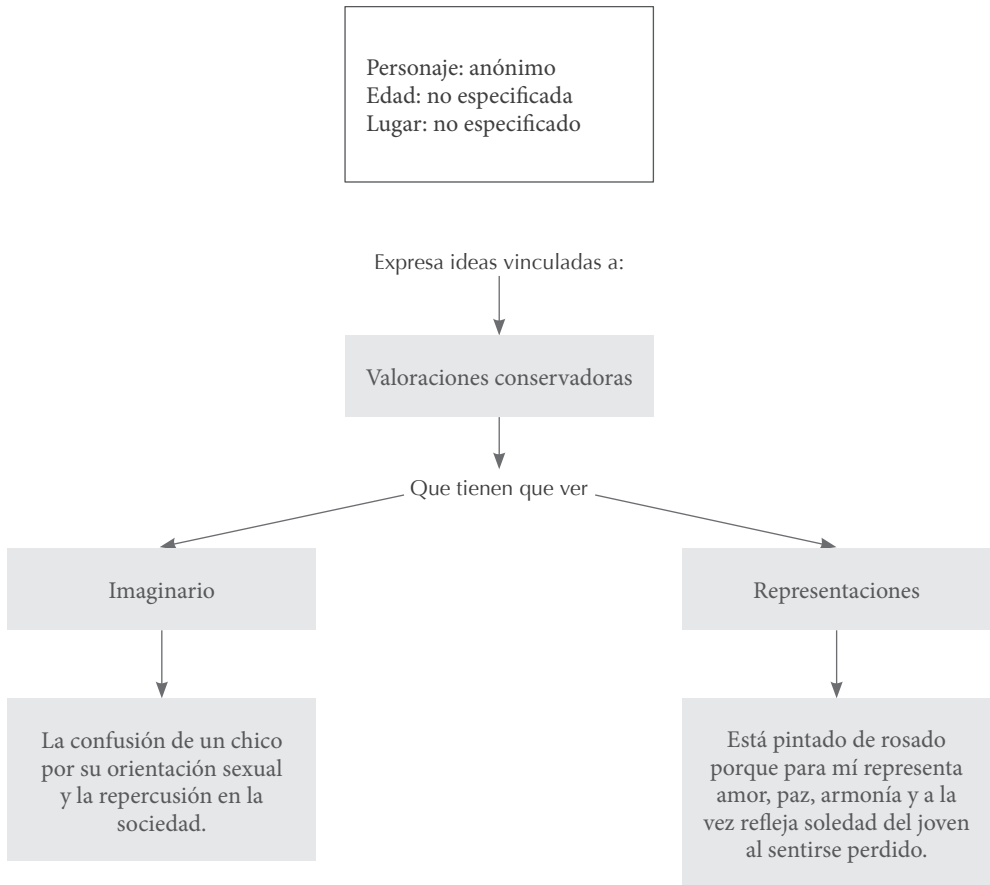 Personaje: anónimo
Edad: no especificada
Lugar: no especificado
Expresa ideas vinculadas a:
Valoraciones conservadoras
Que tienen que ver
Imaginario
La confusión de un chico
por su orientación sexual
y la repercusión en la
sociedad.
Representaciones
Está pintado de rosado
porque para mí representa
amor, paz, armonía y a la
vez refleja soledad del joven
al sentirse perdido.